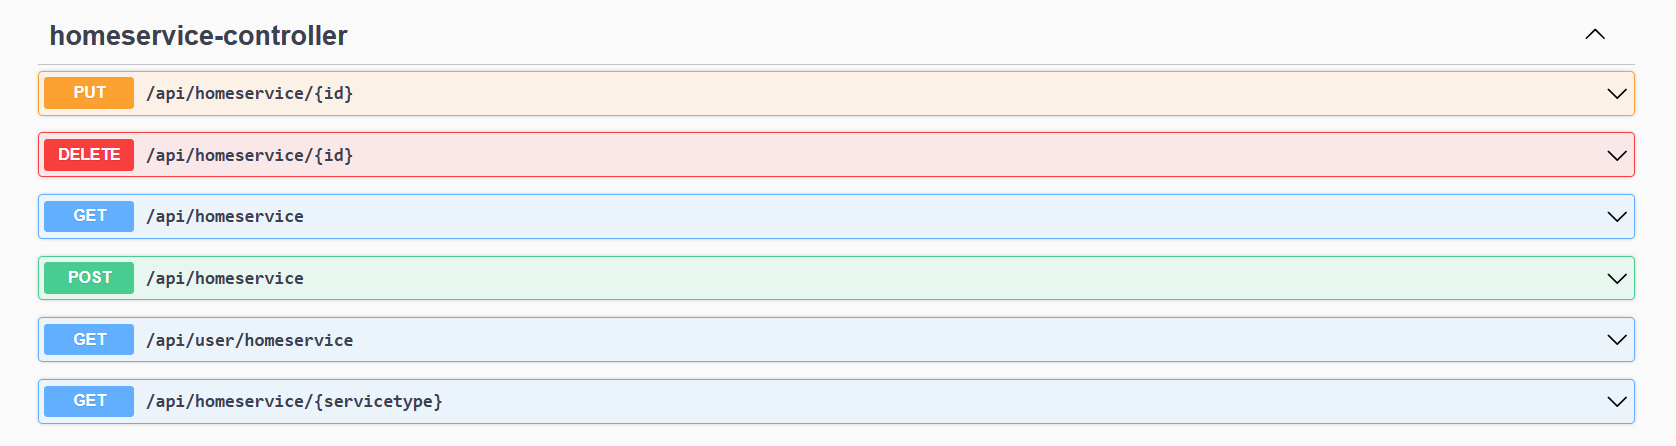 homeservice-controller
PUT /api/homeservice/{id}
DELETE /api/homeservice/{id}
GET /api/homeservice
POST /api/homeservice
GET /api/user/homeservice
GET /api/homeservice/{servicetype}